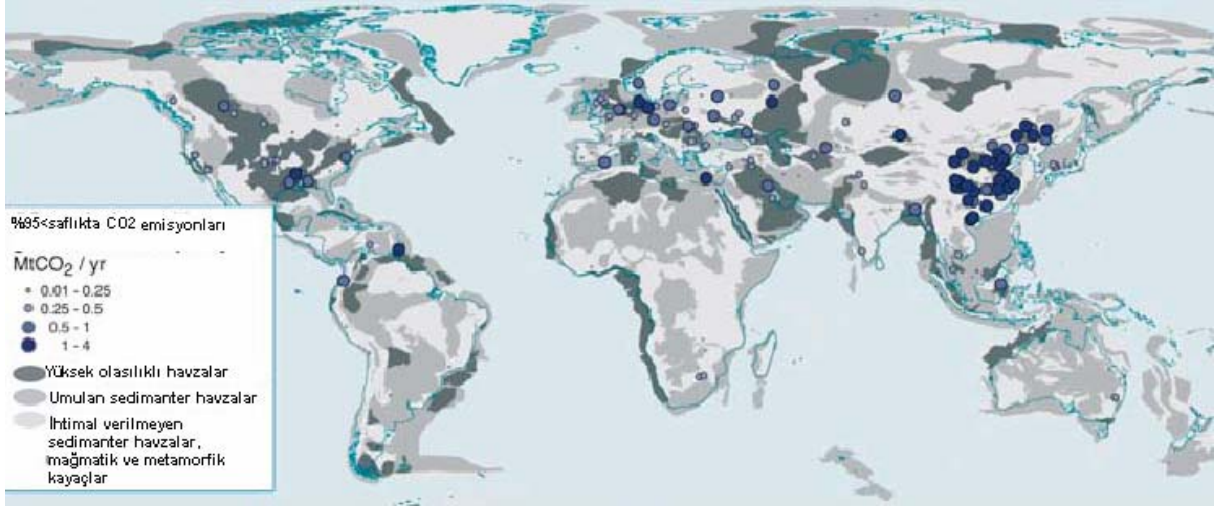 %95<saflıkta CO2 emisyonları
MtCO2 / yr
0.01 - 0.25
0.25 - 0.5
0.5 - 1
1 - 4
Yüksek olasılıklı havzalar
Umulan sedimanter havzalar
İhtimal verilmeyen
sedimanter havzalar,
mağmatik ve metamorfik
kayaçlar